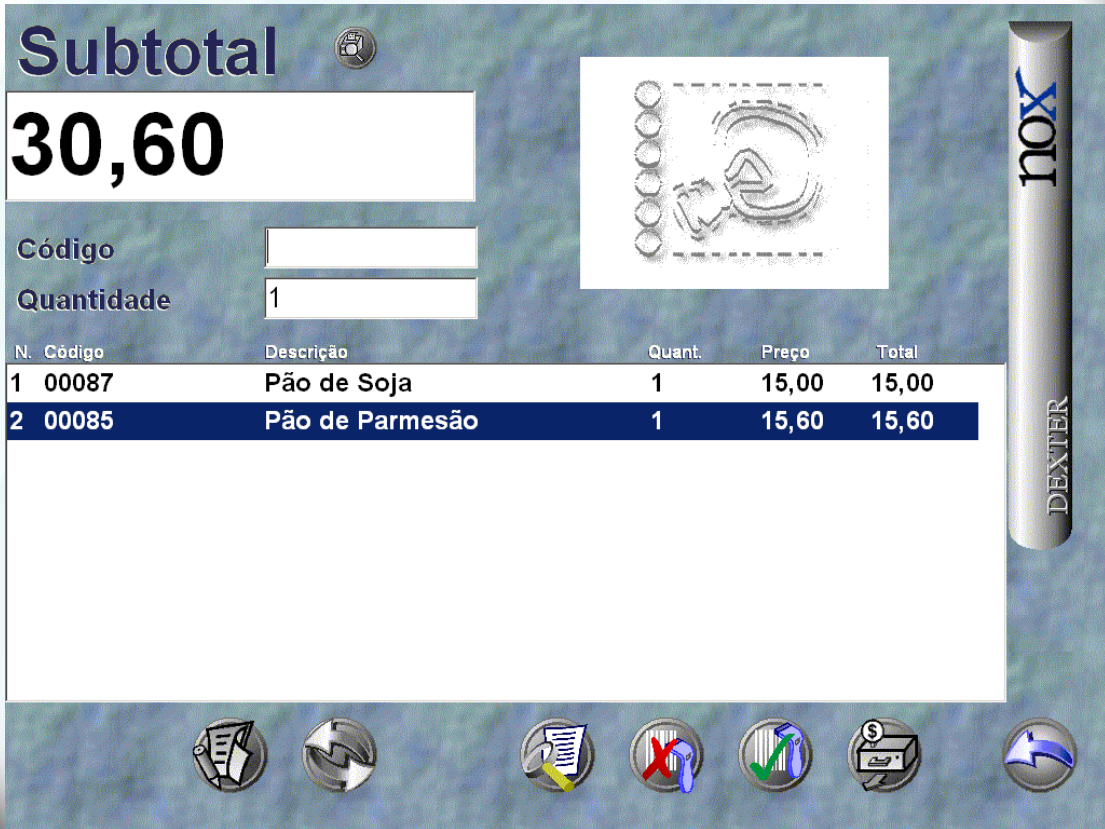 Subtotal
30,60
Código
Quantidade 1
N. Código Descrição Quant. Preço Total
1 00087 Pão de Soja 1 15,00 15,00
2 00085 Pão de Parmesão 1 15,60 15,60
nox
DEXTER
$